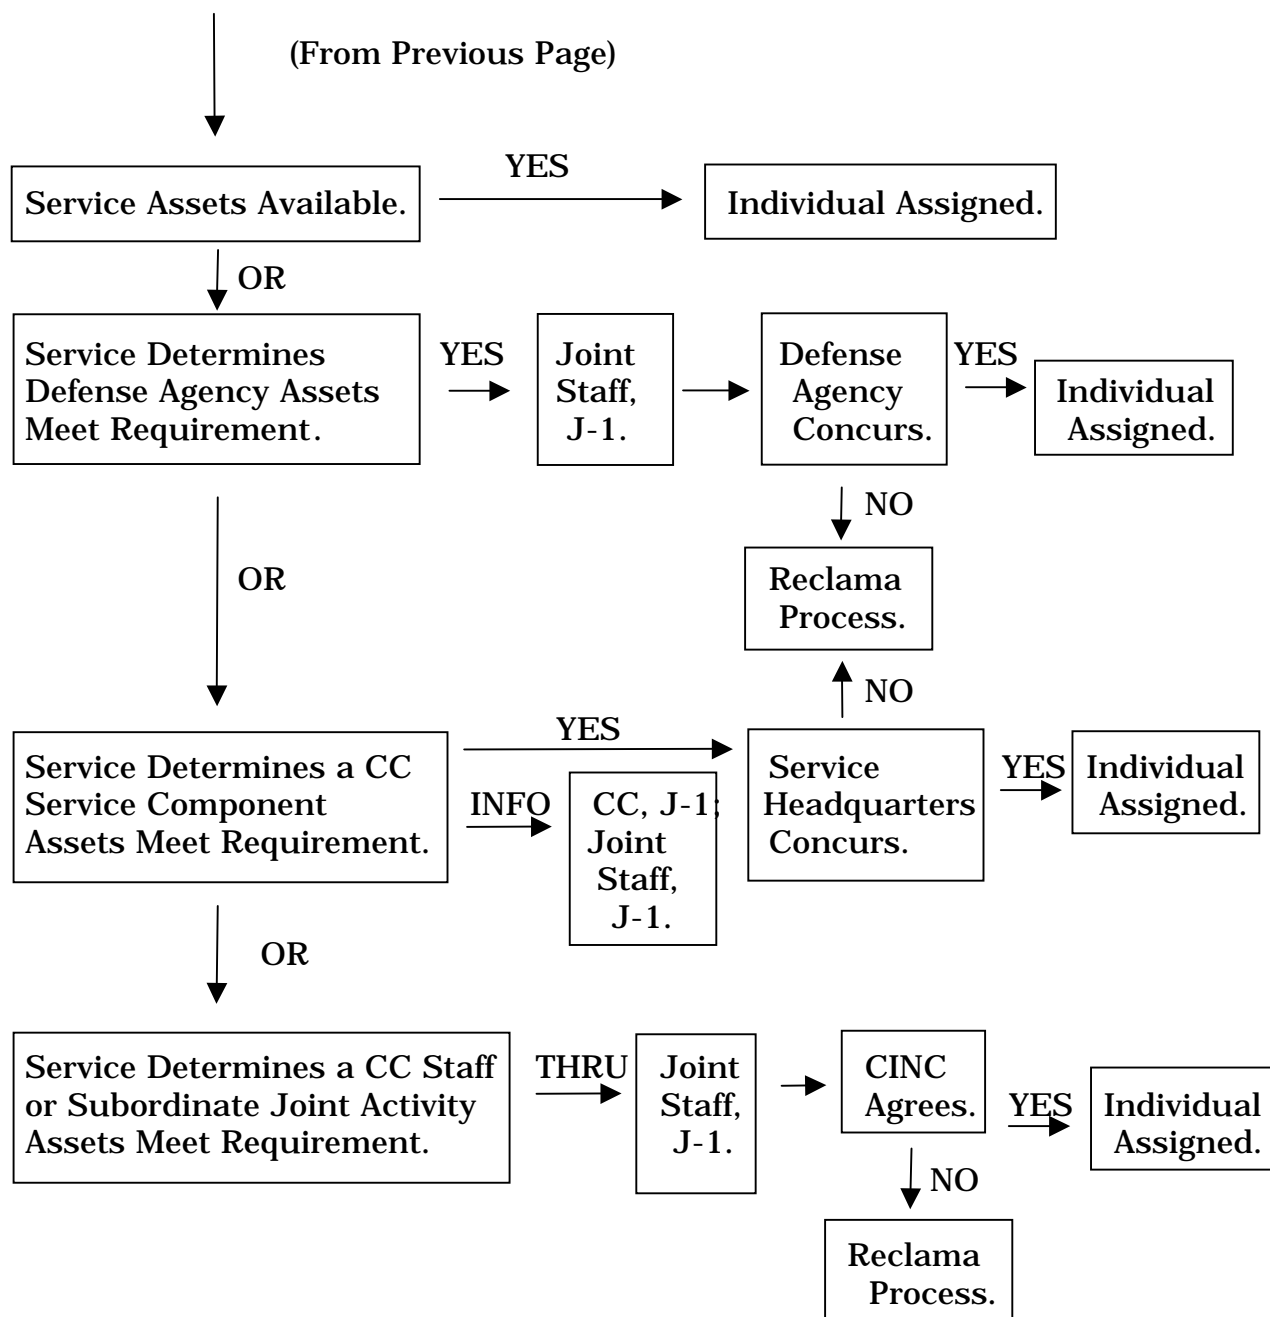 (From Previous Page)
Service Assets Available.
YES
Individual Assigned.
OR
Service Determines
Defense Agency Assets
Meet Requirement.
YES
Joint
Staff,
J-1.
Defense
Agency
Concurs.
YES
Individual
Assigned.
NO
Reclama
Process.
OR
NO
Service Determines a CC
Service Component
Assets Meet Requirement.
YES
INFO
CC, J-1;
Joint
Staff,
J-1.
Service
Headquarters
Concurs.
YES
Individual
Assigned.
OR
Service Determines a CC Staff
or Subordinate Joint Activity
Assets Meet Requirement.
THRU
Joint
Staff,
J-1.
CINC
Agrees.
YES
Individual
Assigned.
NO
Reclama
Process.